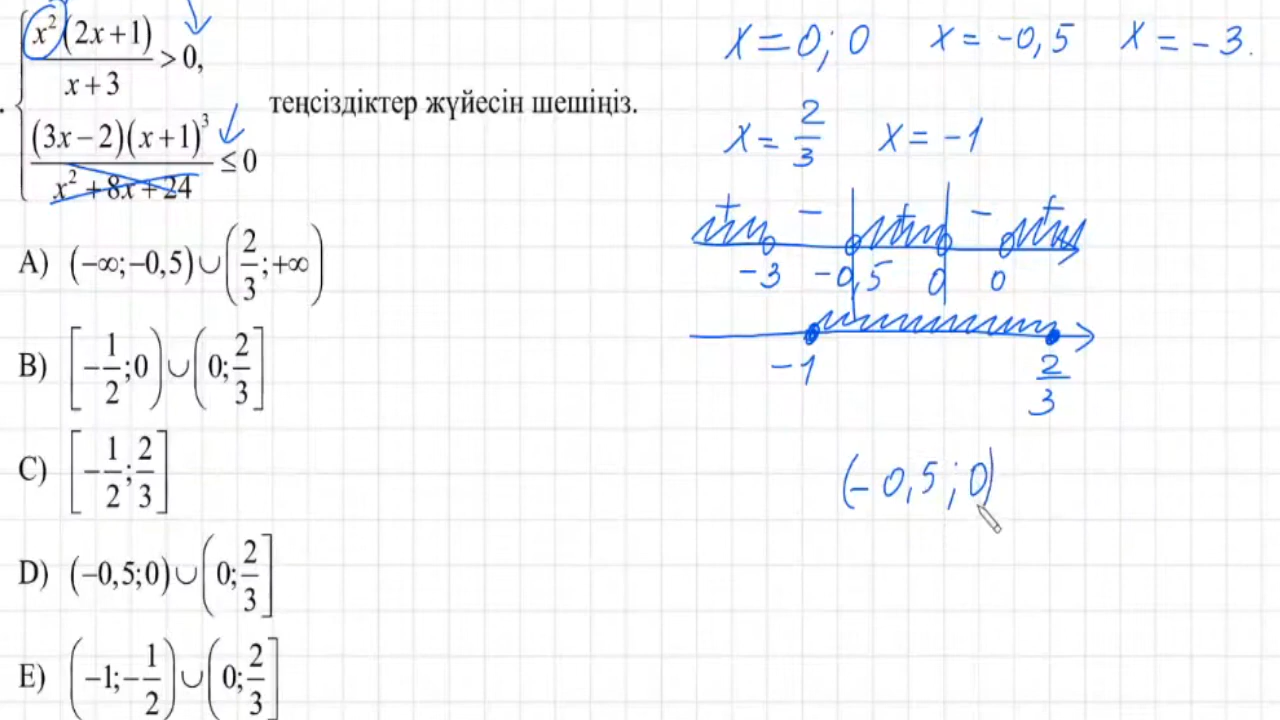 x²(2x+1)/(x+3) > 0,
(3x−2)(x+1)³/(x²+8x+24) ≤ 0
теңсіздіктер жүйесін шешіңіз.
A) (−∞;−0,5)∪(2/3;+∞)
B) [−1/2;0)∪(0;2/3]
C) [−1/2;2/3]
D) (−0,5;0)∪(0;2/3]
E) (−1;−1/2)∪(0;2/3]
x=0;0 x=−0,5 x=−3.
x=2/3 x=−1
+ − + − +
−3 −0,5 0 0
−1 2/3
(−0,5;0)